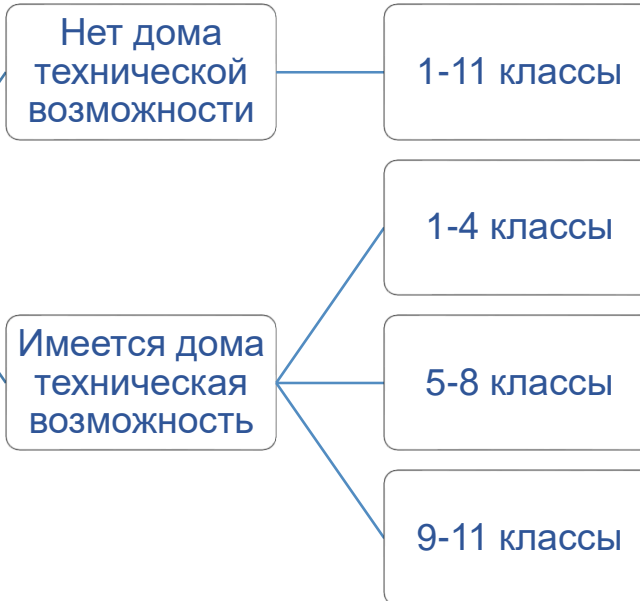 Нет дома
технической
возможности
1-11 классы
1-4 классы
Имеется дома
техническая
возможность
5-8 классы
9-11 классы